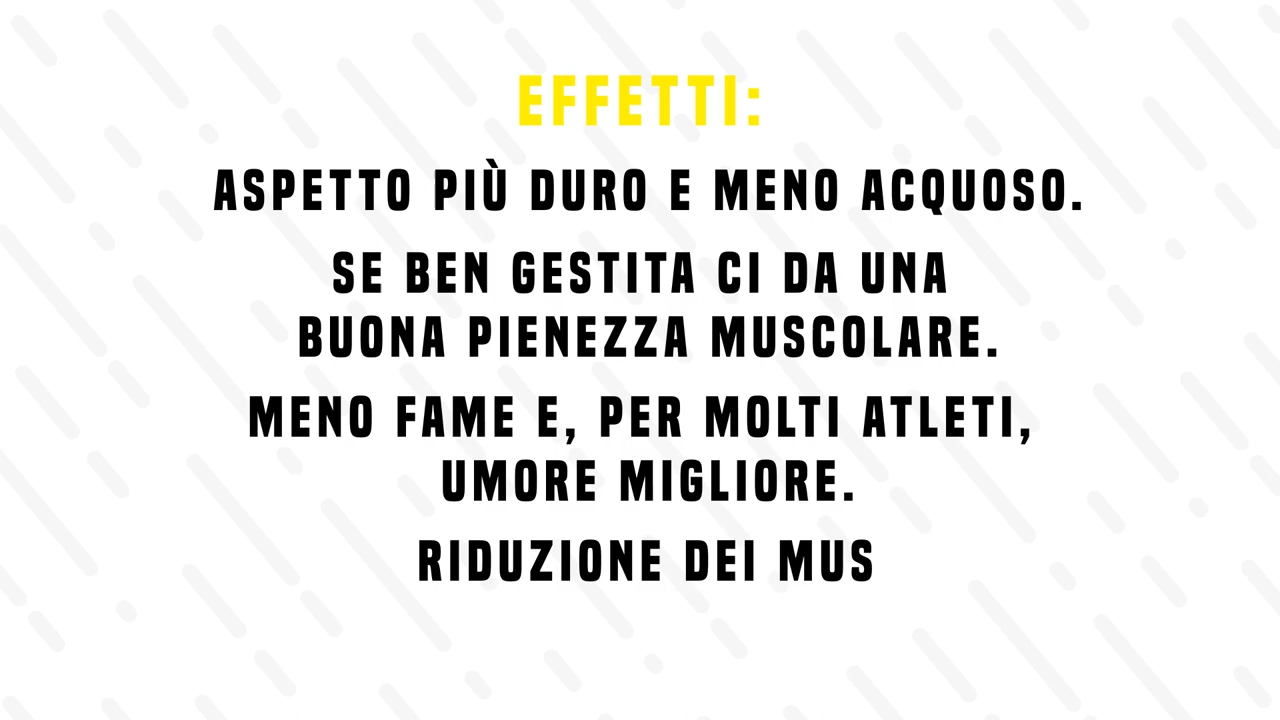 EFFETTI:
ASPETTO PIÙ DURO E MENO ACQUOSO.
SE BEN GESTITA CI DA UNA
BUONA PIENEZZA MUSCOLARE.
MENO FAME E, PER MOLTI ATLETI,
UMORE MIGLIORE.
RIDUZIONE DEI MUS